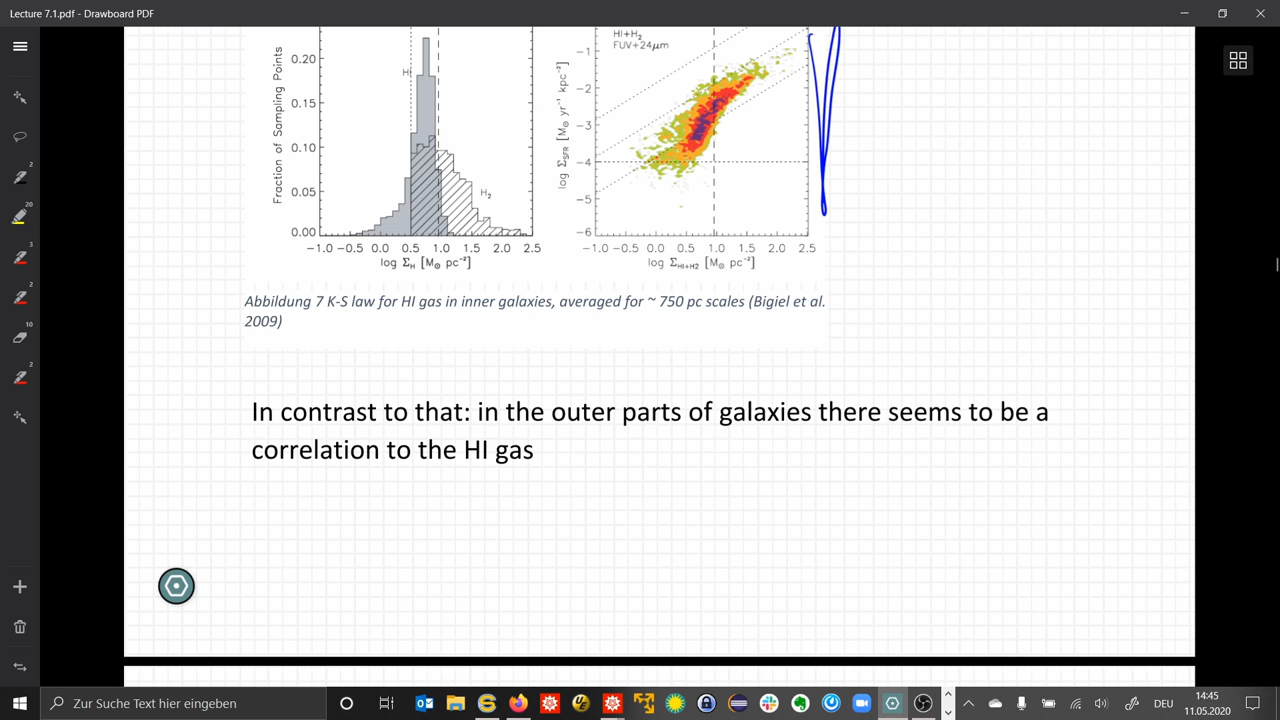 Lecture 7.1.pdf - Drawboard PDF
0.20
0.15
0.10
0.05
0.00
Fraction of Sampling Points
H
H₂
−1.0 −0.5 0.0 0.5 1.0 1.5 2.0 2.5
log Σ_H [M⊙ pc⁻²]
HI+H₂
FUV+24μm
−1
−2
−3
−4
−5
−6
log Σ_SFR [M⊙ yr⁻¹ kpc⁻²]
−1.0 −0.5 0.0 0.5 1.0 1.5 2.0 2.5
log Σ_HI+H2 [M⊙ pc⁻²]
Abbildung 7 K-S law for HI gas in inner galaxies, averaged for ~ 750 pc scales (Bigiel et al.
2009)
In contrast to that: in the outer parts of galaxies there seems to be a
correlation to the HI gas
2
20
3
2
10
2
Zur Suche Text hier eingeben
DEU
14:45
11.05.2020